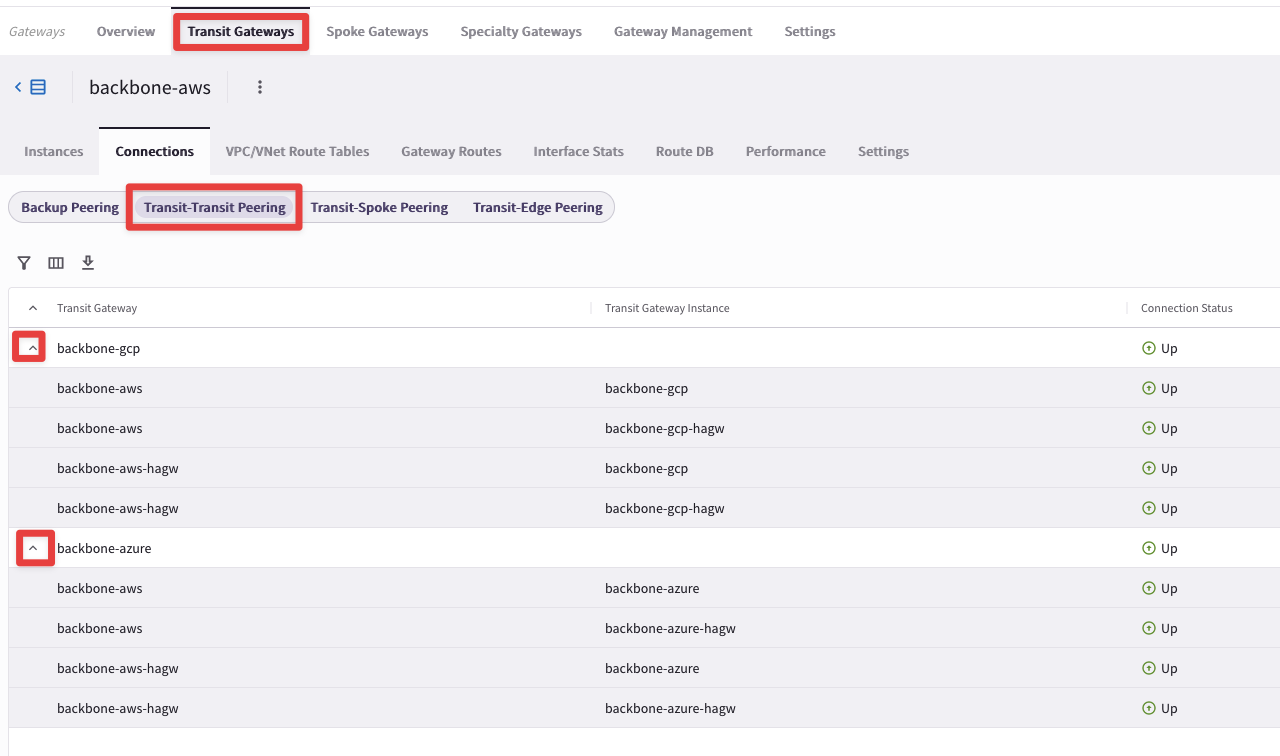 Gateways Overview Transit Gateways Spoke Gateways Specialty Gateways Gateway Management Settings
backbone-aws
Instances Connections VPC/VNet Route Tables Gateway Routes Interface Stats Route DB Performance Settings
Backup Peering Transit-Transit Peering Transit-Spoke Peering Transit-Edge Peering
Transit Gateway Transit Gateway Instance Connection Status
backbone-gcp Up
backbone-aws backbone-gcp Up
backbone-aws backbone-gcp-hagw Up
backbone-aws-hagw backbone-gcp Up
backbone-aws-hagw backbone-gcp-hagw Up
backbone-azure Up
backbone-aws backbone-azure Up
backbone-aws backbone-azure-hagw Up
backbone-aws-hagw backbone-azure Up
backbone-aws-hagw backbone-azure-hagw Up